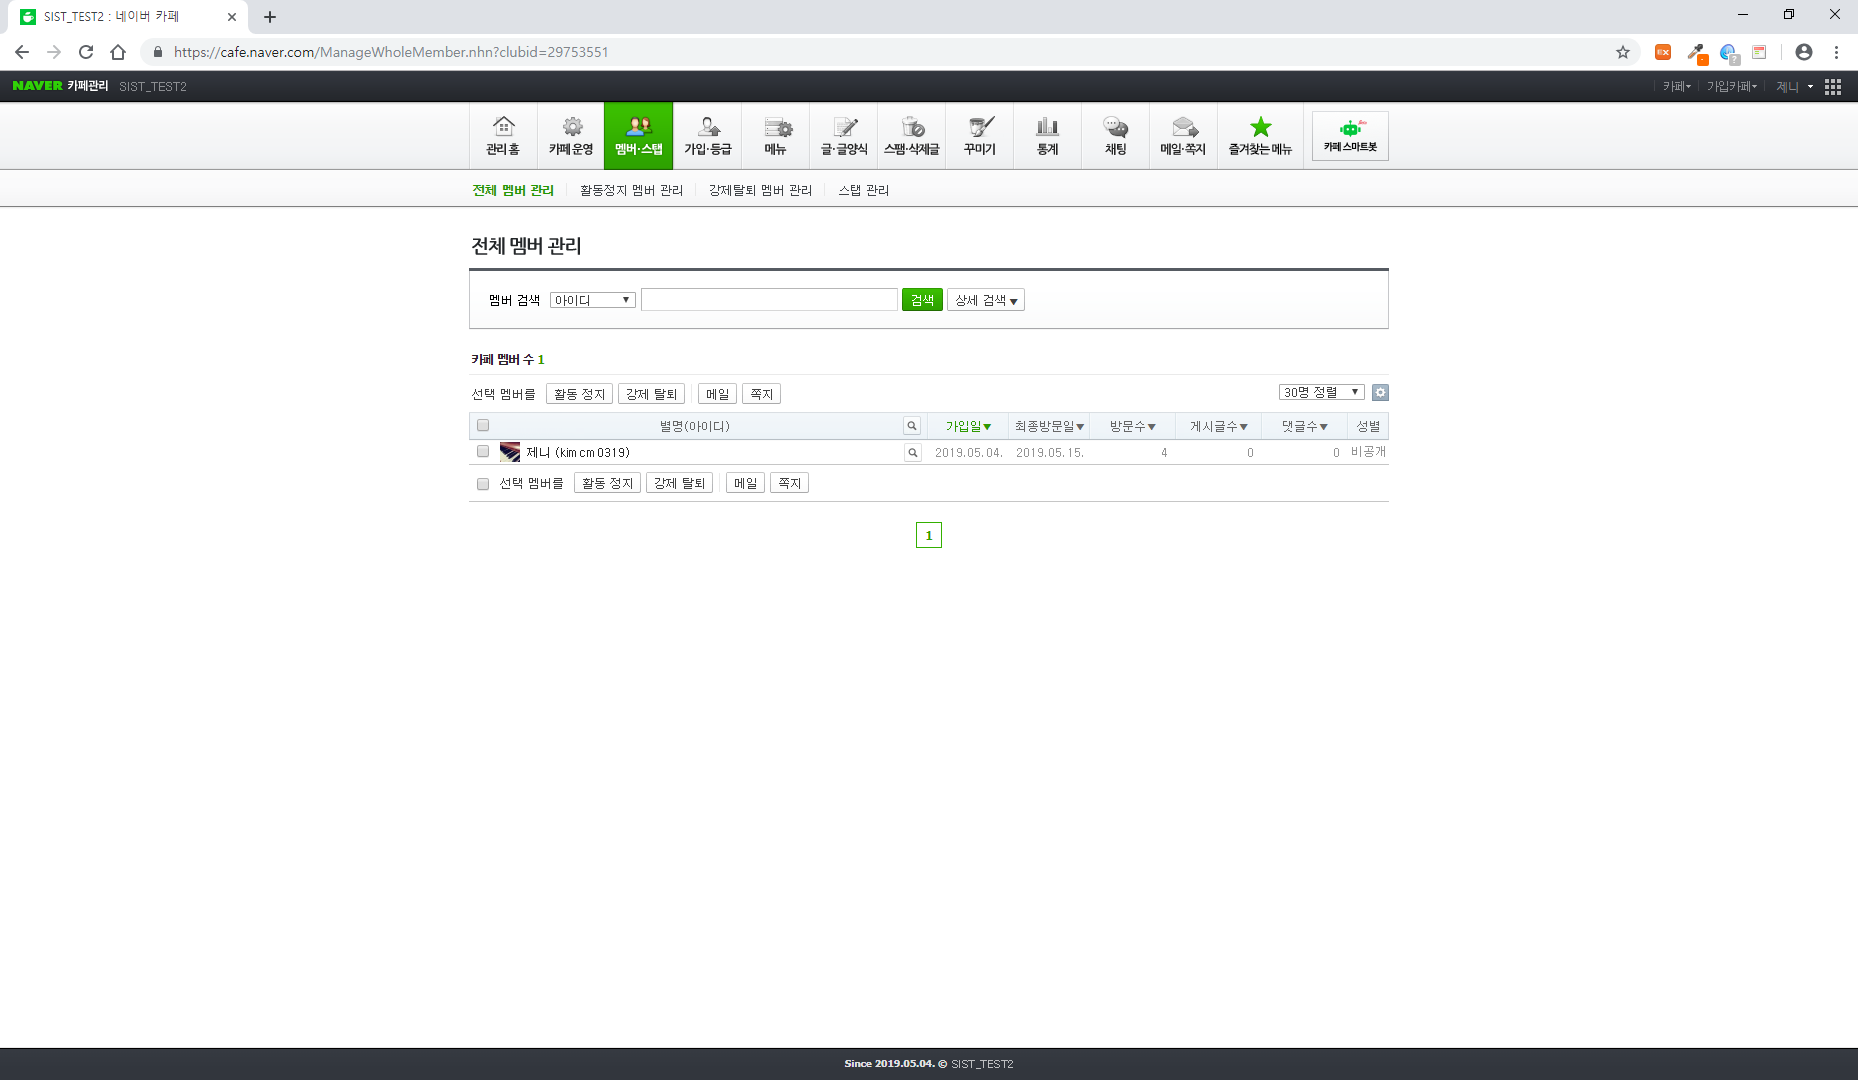 SIST_TEST2 : 네이버 카페
https://cafe.naver.com/ManageWholeMember.nhn?clubid=29753551
NAVER 카페관리 SIST_TEST2 카페 가입카페 제니
관리 홈 카페 운영 멤버·스탭 가입·등급 메뉴 글·글양식 스팸·삭제글 꾸미기 통계 채팅 메일·쪽지 즐겨찾는 메뉴 카페 스마트봇
전체 멤버 관리 활동정지 멤버 관리 강제탈퇴 멤버 관리 스탭 관리
전체 멤버 관리
멤버 검색 아이디 검색 상세 검색
카페 멤버 수 1
선택 멤버를 활동 정지 강제 탈퇴 메일 쪽지 30명 정렬
별명(아이디) 가입일 최종방문일 방문수 게시글수 댓글수 성별
제니 (kimcm0319) 2019.05.04. 2019.05.15. 4 0 0 비공개
선택 멤버를 활동 정지 강제 탈퇴 메일 쪽지
1
Since 2019.05.04. © SIST_TEST2